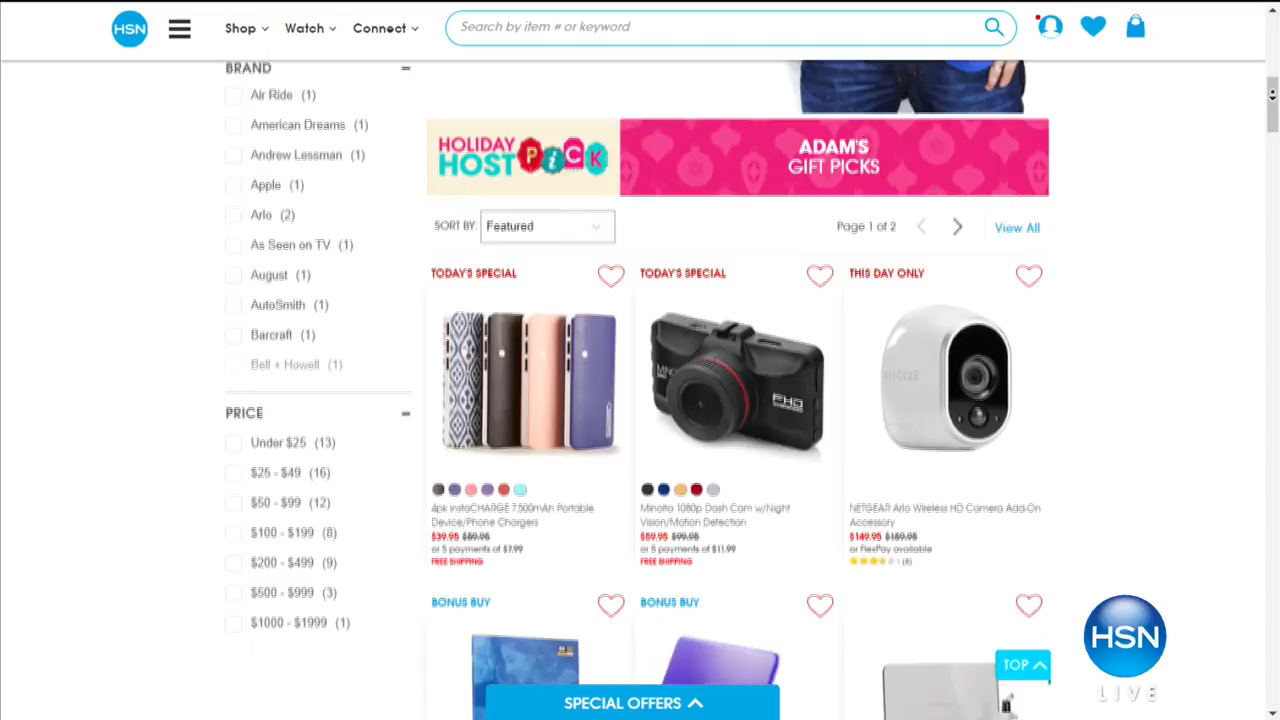 HSN
Shop
Watch
Connect
Search by item # or keyword
BRAND
Air Ride (1)
American Dreams (1)
Andrew Lessman (1)
Apple (1)
Arlo (2)
As Seen on TV (1)
August (1)
AutoSmith (1)
Barcraft (1)
Bell + Howell (1)
PRICE
Under $25 (13)
$25 - $49 (16)
$50 - $99 (12)
$100 - $199 (8)
$200 - $499 (9)
$500 - $999 (3)
$1000 - $1999 (1)
HOLIDAY
HOST PICK
ADAM'S
GIFT PICKS
SORT BY: Featured
Page 1 of 2
View All
TODAY'S SPECIAL
4pk instaCHARGE 7,500mAh Portable
Device/Phone Chargers
$39.95 $59.95
or 5 payments of $7.99
FREE SHIPPING
TODAY'S SPECIAL
FHD
Minolta 1080p Dash Cam w/Night
Vision/Motion Detection
$59.95 $99.95
or 5 payments of $11.99
FREE SHIPPING
THIS DAY ONLY
NETGEAR
NETGEAR Arlo Wireless HD Camera Add-On
Accessory
$149.95 $159.95
or FlexPay available
(8)
BONUS BUY
BONUS BUY
TOP
SPECIAL OFFERS
HSN
LIVE